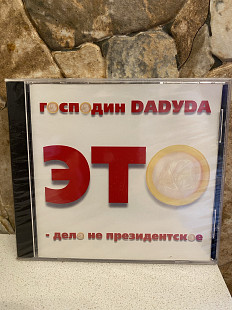 господин DADYDA
ЭТО
- дело не президентское